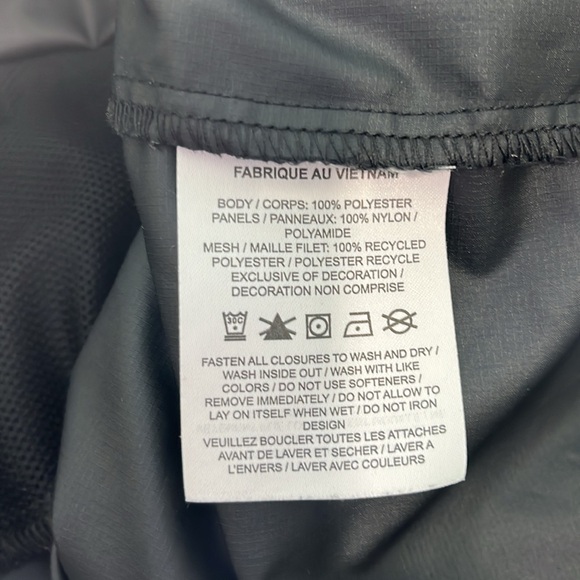 FABRIQUE AU VIETNAM
BODY / CORPS: 100% POLYESTER
PANELS / PANNEAUX: 100% NYLON /
POLYAMIDE
MESH / MAILLE FILET: 100% RECYCLED
POLYESTER / POLYESTER RECYCLE
EXCLUSIVE OF DECORATION /
DECORATION NON COMPRISE
30C
FASTEN ALL CLOSURES TO WASH AND DRY /
WASH INSIDE OUT / WASH WITH LIKE
COLORS / DO NOT USE SOFTENERS /
REMOVE IMMEDIATELY / DO NOT ALLOW TO
LAY ON ITSELF WHEN WET / DO NOT IRON
DESIGN
VEUILLEZ BOUCLER TOUTES LES ATTACHES
AVANT DE LAVER ET SECHER / LAVER A
L'ENVERS / LAVER AVEC COULEURS